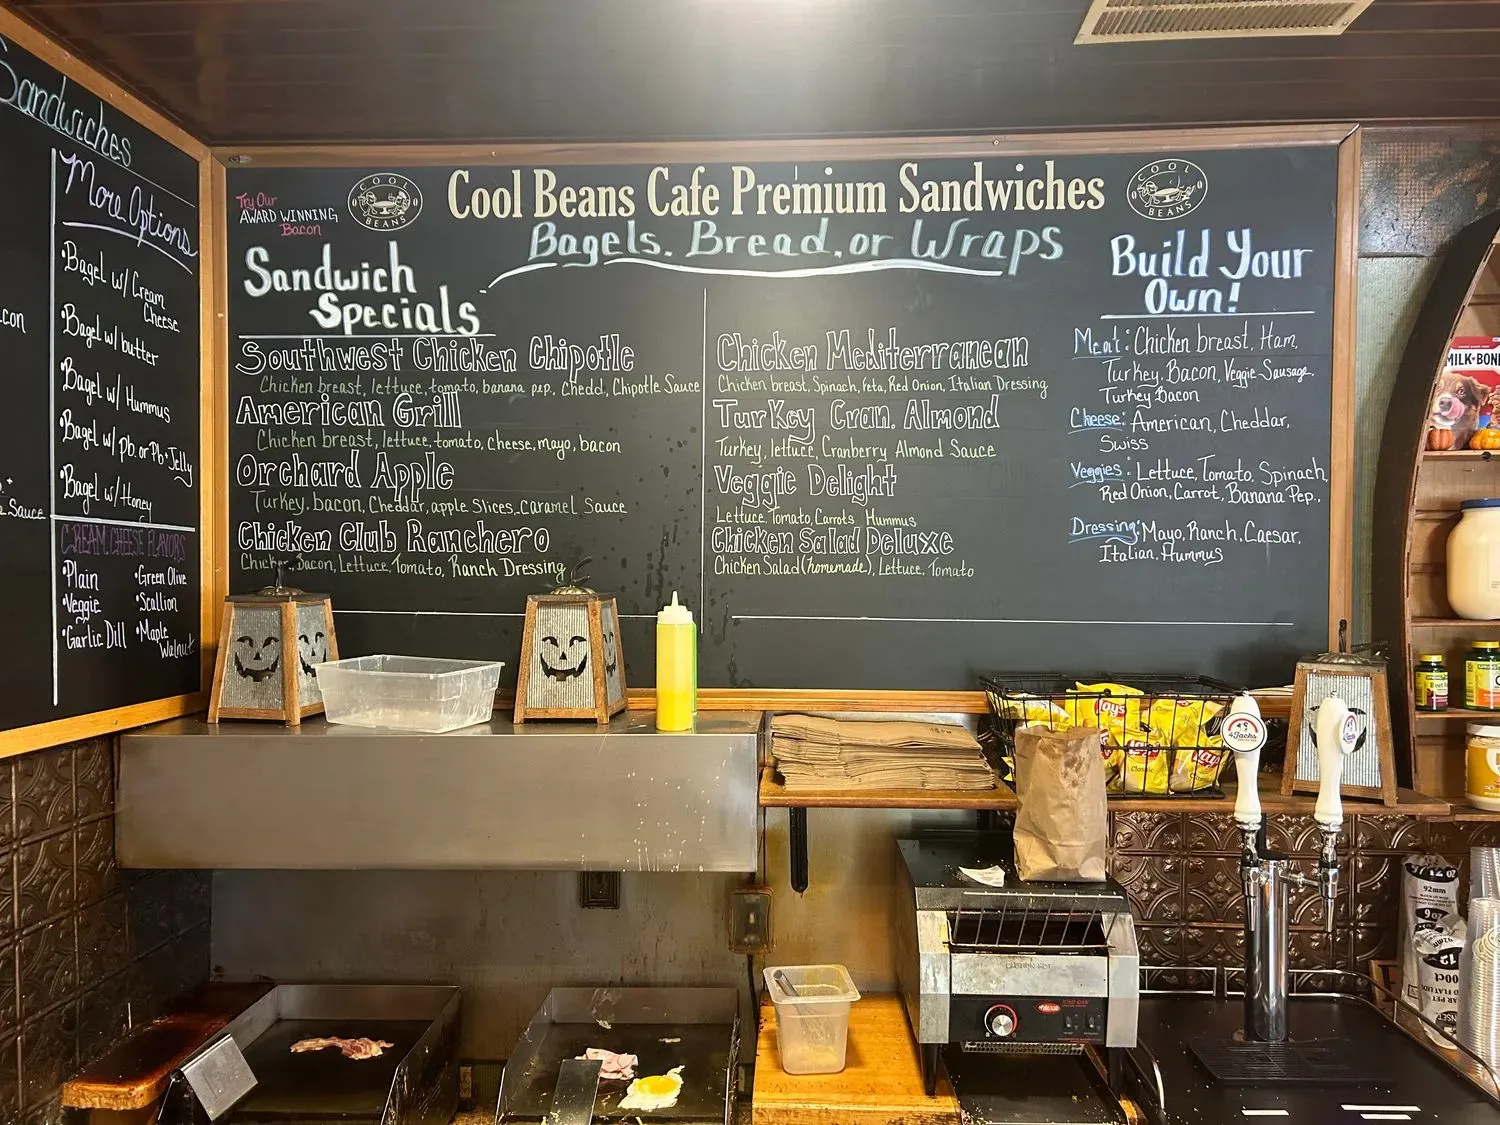 Sandwiches
More Options
• Bagel w/ Cream
Cheese
• Bagel w/ butter
• Bagel w/ Hummus
• Bagel w/ pb. or Pb + Jelly
• Bagel w/ Honey
Sauce
CREAM CHEESE FLAVORS
• Plain
• Veggie
• Garlic Dill
• Green Olive
• Scallion
• Maple
Walnut
Try Our
AWARD WINNING
Bacon
COOL
BEANS
Cool Beans Cafe Premium Sandwiches
COOL
BEANS
Bagels. Bread. or Wraps
Sandwich
Specials
Southwest Chicken Chipotle
Chicken breast, lettuce, tomato, banana pep. Chedd, Chipotle Sauce
American Grill
Chicken breast, lettuce, tomato, cheese, mayo, bacon
Orchard Apple
Turkey, bacon, Cheddar, apple Slices, Caramel Sauce
Chicken Club Ranchero
Chicken, Bacon, Lettuce, Tomato, Ranch Dressing
Chicken Mediterranean
Chicken breast, Spinach, feta, Red Onion, Italian Dressing
Turkey Cran. Almond
Turkey, lettuce, Cranberry Almond Sauce
Veggie Delight
Lettuce, Tomato, Carrots Hummus
Chicken Salad Deluxe
Chicken Salad (homemade), Lettuce, Tomato
Build Your
Own!
Meat: Chicken breast, Ham,
Turkey, Bacon, Veggie-Sausage,
Turkey Bacon
Cheese: American, Cheddar,
Swiss
Veggies: Lettuce, Tomato, Spinach,
Red Onion, Carrot, Banana Pep.,
Dressing: Mayo, Ranch, Caesar,
Italian, Hummus
MILK-BONE
Lay's
Classic
Lay's
4Jacks
92mm